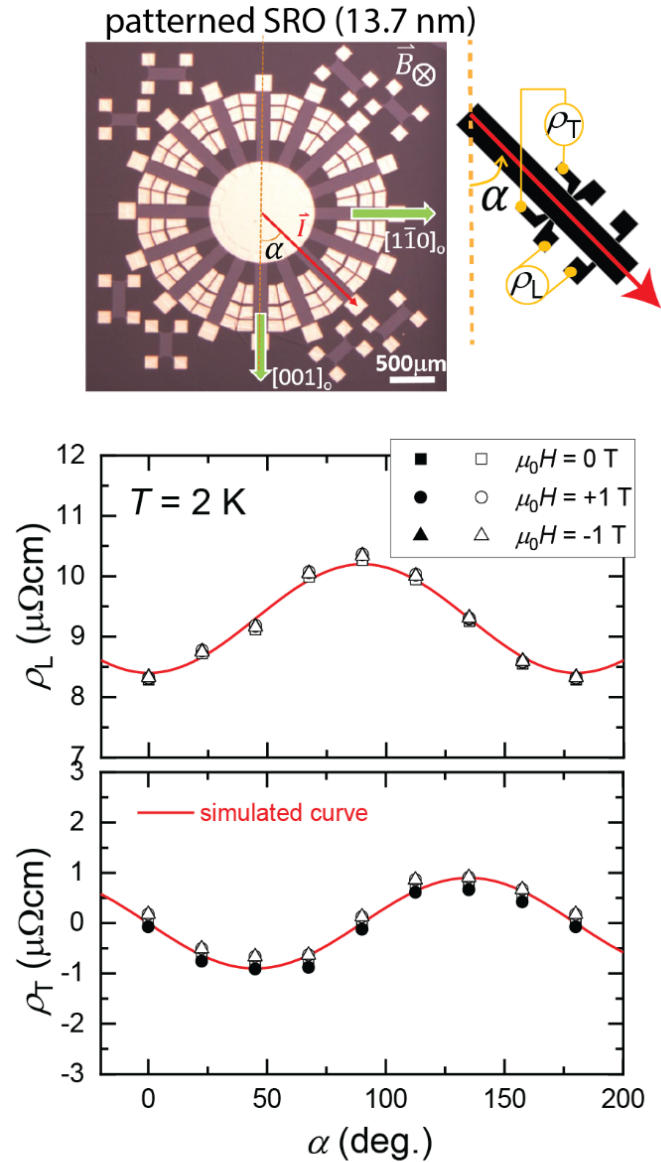 patterned SRO (13.7 nm)
B⃗ ⊗
I⃗
α
[11̄0]ₒ
[001]ₒ
500μm
ρT
α
ρL
T = 2 K
μ₀H = 0 T
μ₀H = +1 T
μ₀H = -1 T
ρL (μΩcm)
12
11
10
9
8
7
simulated curve
ρT (μΩcm)
3
2
1
0
-1
-2
-3
0 50 100 150 200
α (deg.)